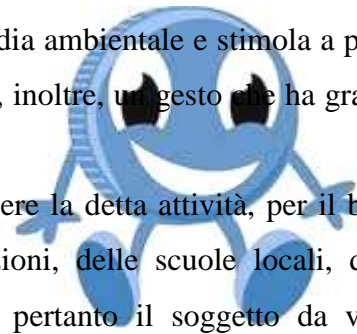 dia ambientale e stimola a p
, inoltre, un gesto che ha gra
ere la detta attività, per il b
zioni, delle scuole locali, c
pertanto il soggetto da v